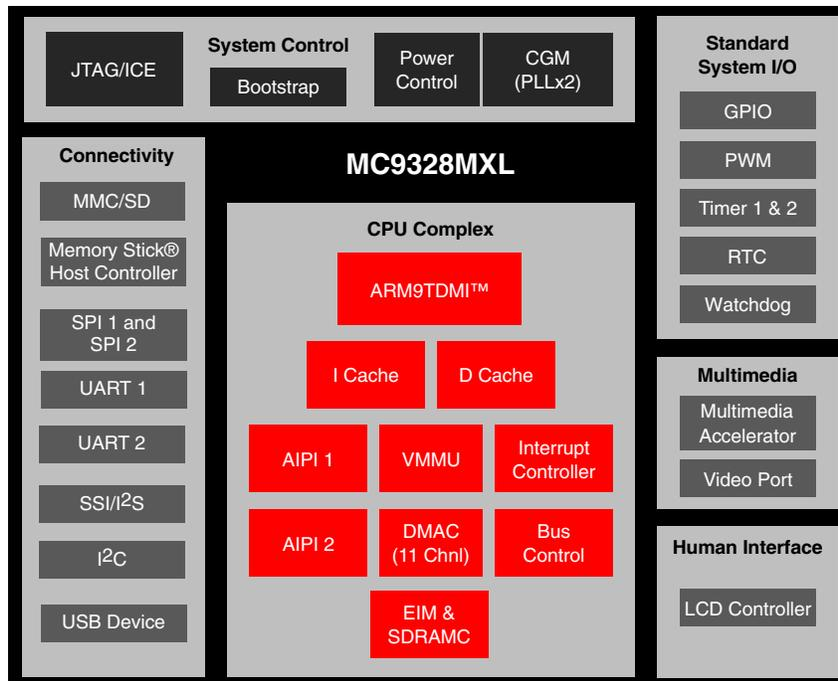 System Control
JTAG/ICE
Bootstrap
Power
Control
CGM
(PLLx2)
Standard
System I/O
GPIO
PWM
Timer 1 & 2
RTC
Watchdog
Connectivity
MMC/SD
Memory Stick®
Host Controller
SPI 1 and
SPI 2
UART 1
UART 2
SSI/I2S
I2C
USB Device
MC9328MXL
CPU Complex
ARM9TDMI™
I Cache
D Cache
AIPI 1
VMMU
Interrupt
Controller
AIPI 2
DMAC
(11 Chnl)
Bus
Control
EIM &
SDRAMC
Multimedia
Multimedia
Accelerator
Video Port
Human Interface
LCD Controller